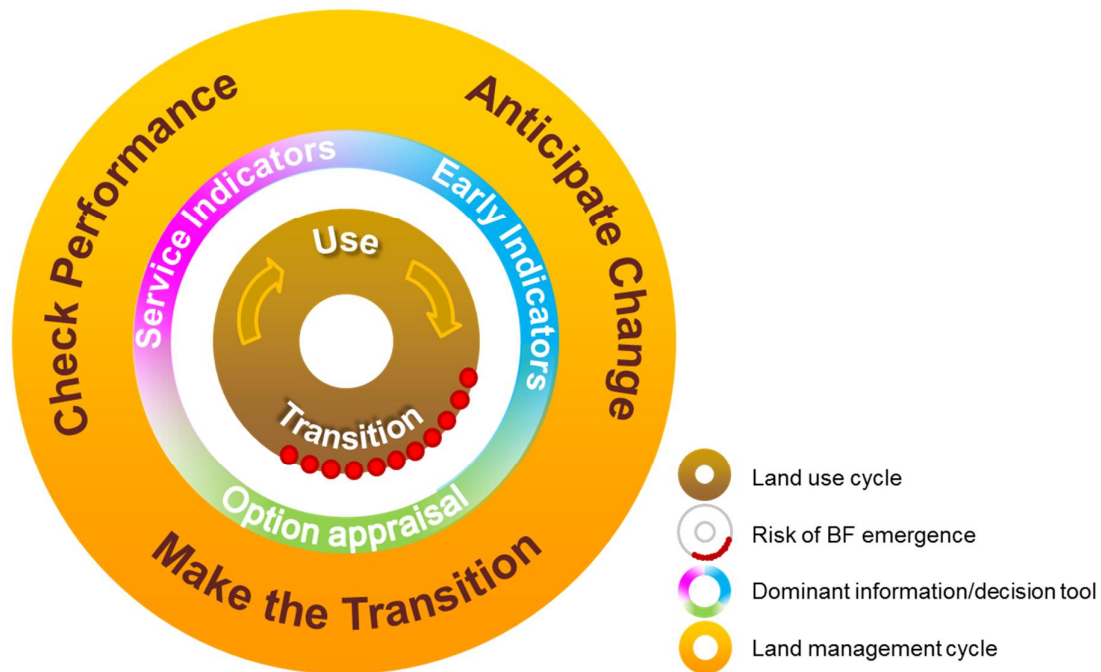 Check Performance
Anticipate Change
Make the Transition
Service Indicators
Early Indicators
Option appraisal
Use
Transition
Land use cycle
Risk of BF emergence
Dominant information/decision tool
Land management cycle